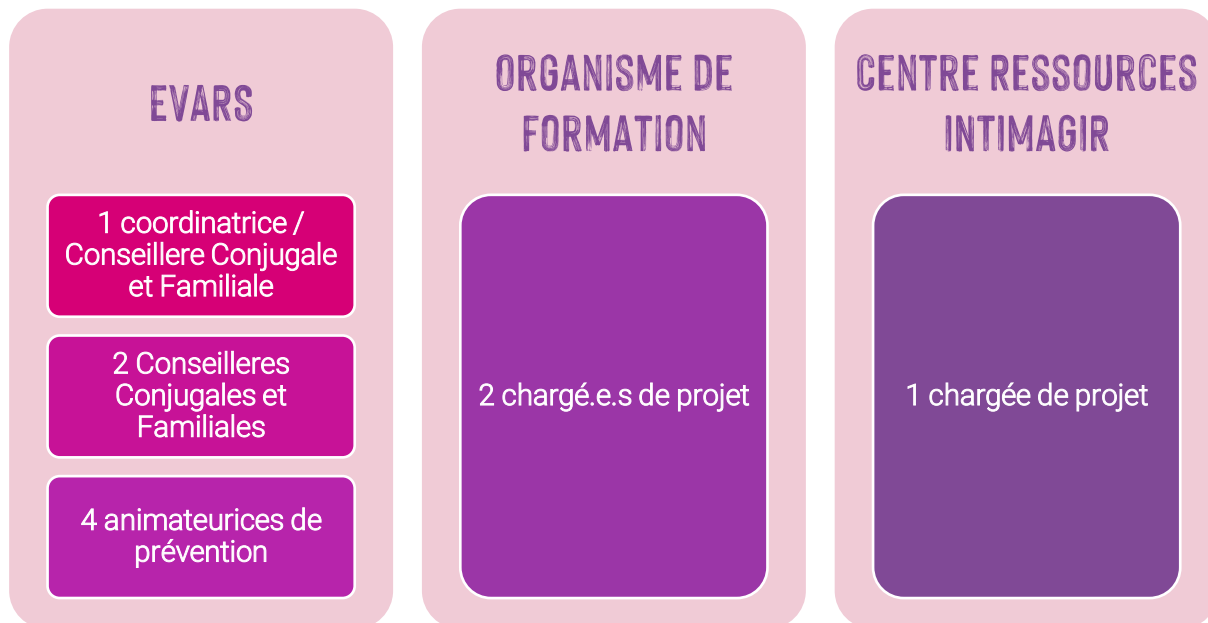 EVARS
1 coordinatrice /
Conseillere Conjugale
et Familiale
2 Conseilleres
Conjugales et
Familiales
4 animateurices de
prévention
ORGANISME DE
FORMATION
2 chargé.e.s de projet
CENTRE RESSOURCES
INTIMAGIR
1 chargée de projet